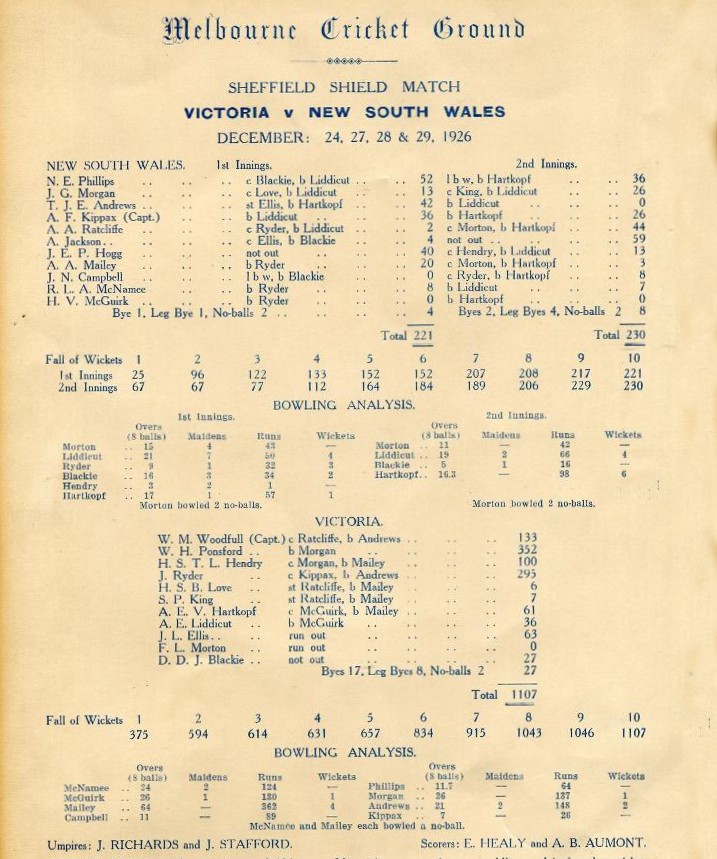 Melbourne Cricket Ground
SHEFFIELD SHIELD MATCH
VICTORIA v NEW SOUTH WALES
DECEMBER: 24, 27, 28 & 29, 1926
NEW SOUTH WALES. 1st Innings. 2nd Innings.
N. E. Phillips .. .. .. c Blackie, b Liddicut .. .. 52 l b w, b Hartkopf .. .. 36
J. G. Morgan .. .. .. c Love, b Liddicut .. .. 13 c King, b Liddicut .. .. 26
T. J. E. Andrews .. .. .. st Ellis, b Hartkopf .. .. 42 b Liddicut .. .. 0
A. F. Kippax (Capt.) .. .. b Liddicut .. .. 36 b Hartkopf .. .. 26
A. A. Ratcliffe .. .. .. c Ryder, b Liddicut .. .. 2 c Morton, b Hartkopf .. .. 44
A. Jackson .. .. .. c Ellis, b Blackie .. .. 4 not out .. .. 59
J. E. P. Hogg .. .. .. not out .. .. 40 c Hendry, b Liddicut .. .. 13
A. A. Mailey .. .. .. b Ryder .. .. 20 c Morton, b Hartkopf .. .. 3
J. N. Campbell .. .. .. l b w, b Blackie .. .. 0 c Ryder, b Hartkopf .. .. 8
R. L. A. McNamee .. .. b Ryder .. .. 8 b Liddicut .. .. 7
H. V. McGuirk .. .. .. b Ryder .. .. 0 b Hartkopf .. .. 0
Bye 1, Leg Bye 1, No-balls 2 .. .. .. 4 Byes 2, Leg Byes 4, No-balls 2 8
Total 221 Total 230
Fall of Wickets 1 2 3 4 5 6 7 8 9 10
1st Innings 25 96 122 133 152 152 207 208 217 221
2nd Innings 67 67 77 112 164 184 189 206 229 230
BOWLING ANALYSIS.
1st Innings. 2nd Innings.
Overs (8 balls) Maidens Runs Wickets Overs (8 balls) Maidens Runs Wickets
Morton .. 15 4 43 — Morton .. 11 — 42 —
Liddicut .. 21 7 50 4 Liddicut .. 19 2 66 4
Ryder .. 9 1 32 3 Blackie .. 5 1 16 —
Blackie .. 16 3 34 2 Hartkopf .. 16.3 — 98 6
Hendry .. 3 2 1 —
Hartkopf .. 17 1 57 1
Morton bowled 2 no-balls. Morton bowled 2 no-balls.
VICTORIA.
W. M. Woodfull (Capt.) c Ratcliffe, b Andrews .. .. .. 133
W. H. Ponsford .. b Morgan .. .. .. 352
H. S. T. L. Hendry c Morgan, b Mailey .. .. .. 100
J. Ryder .. c Kippax, b Andrews .. .. .. 295
H. S. B. Love .. st Ratcliffe, b Mailey .. .. .. 6
S. P. King .. st Ratcliffe, b Mailey .. .. .. 7
A. E. V. Hartkopf c McGuirk, b Mailey .. .. .. 61
A. E. Liddicut .. b McGuirk .. .. .. 36
J. L. Ellis .. run out .. .. .. 63
F. L. Morton .. run out .. .. .. 0
D. D. J. Blackie .. not out .. .. .. 27
Byes 17, Leg Byes 8, No-balls 2 27
Total 1107
Fall of Wickets 1 2 3 4 5 6 7 8 9 10
375 594 614 631 657 834 915 1043 1046 1107
BOWLING ANALYSIS.
Overs (8 balls) Maidens Runs Wickets Overs (8 balls) Maidens Runs Wickets
McNamee .. 24 2 124 — Phillips .. 11.7 — 64 —
McGuirk .. 26 1 130 1 Morgan .. 26 — 137 1
Mailey .. 64 — 362 4 Andrews .. 21 2 148 2
Campbell .. 11 — 89 — Kippax .. 7 — 26 —
McNamee and Mailey each bowled a no-ball.
Umpires: J. RICHARDS and J. STAFFORD. Scorers: E. HEALY and A. B. AUMONT.